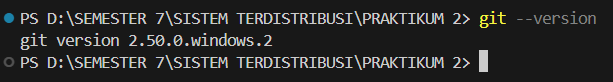 PS D:\SEMESTER 7\SISTEM TERDISTRIBUSI\PRAKTIKUM 2> git --version
git version 2.50.0.windows.2
PS D:\SEMESTER 7\SISTEM TERDISTRIBUSI\PRAKTIKUM 2>